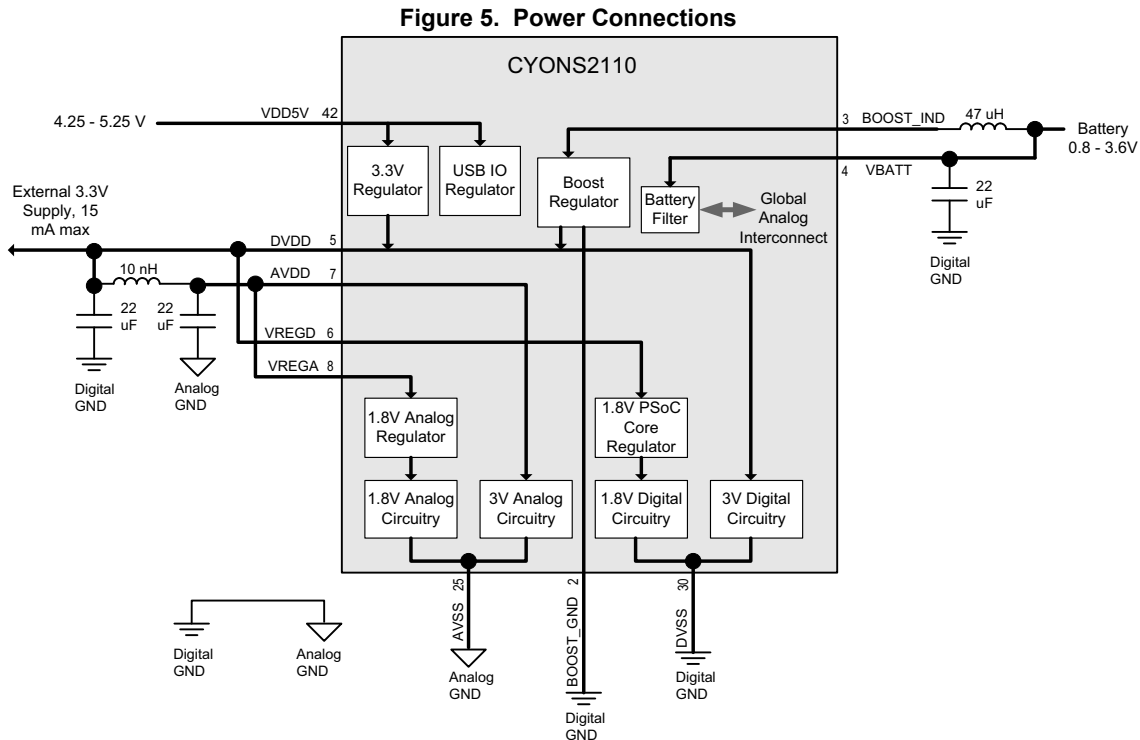 Figure 5. Power Connections
CYONS2110
4.25 - 5.25 V
VDD5V 42
3 BOOST_IND
47 uH
Battery
0.8 - 3.6V
4 VBATT
22
uF
Digital
GND
3.3V
Regulator
USB IO
Regulator
Boost
Regulator
Battery
Filter
Global
Analog
Interconnect
External 3.3V
Supply, 15
mA max
DVDD 5
10 nH
AVDD 7
22
uF
22
uF
VREGD 6
VREGA 8
Digital
GND
Analog
GND
1.8V Analog
Regulator
1.8V PSoC
Core
Regulator
1.8V Analog
Circuitry
3V Analog
Circuitry
1.8V Digital
Circuitry
3V Digital
Circuitry
AVSS 25
BOOST_GND 2
DVSS 30
Digital
GND
Analog
GND
Analog
GND
Digital
GND
Digital
GND